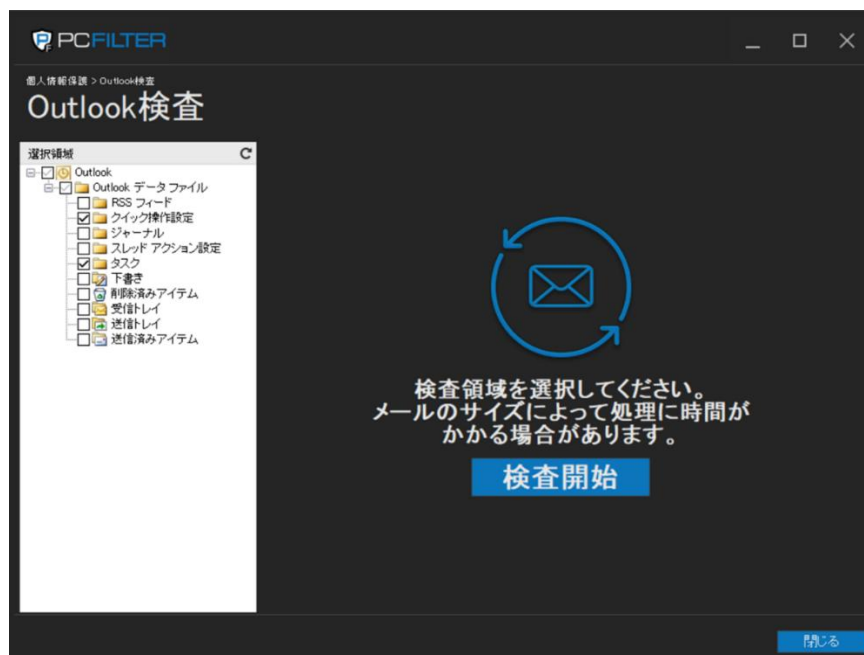 PCFILTER
個人情報保護 > Outlook検査
Outlook検査
選択領域
Outlook
Outlook データ ファイル
RSS フィード
クイック操作設定
ジャーナル
スレッド アクション設定
タスク
下書き
削除済みアイテム
受信トレイ
送信トレイ
送信済みアイテム
検査領域を選択してください。
メールのサイズによって処理に時間が
かかる場合があります。
検査開始
閉じる